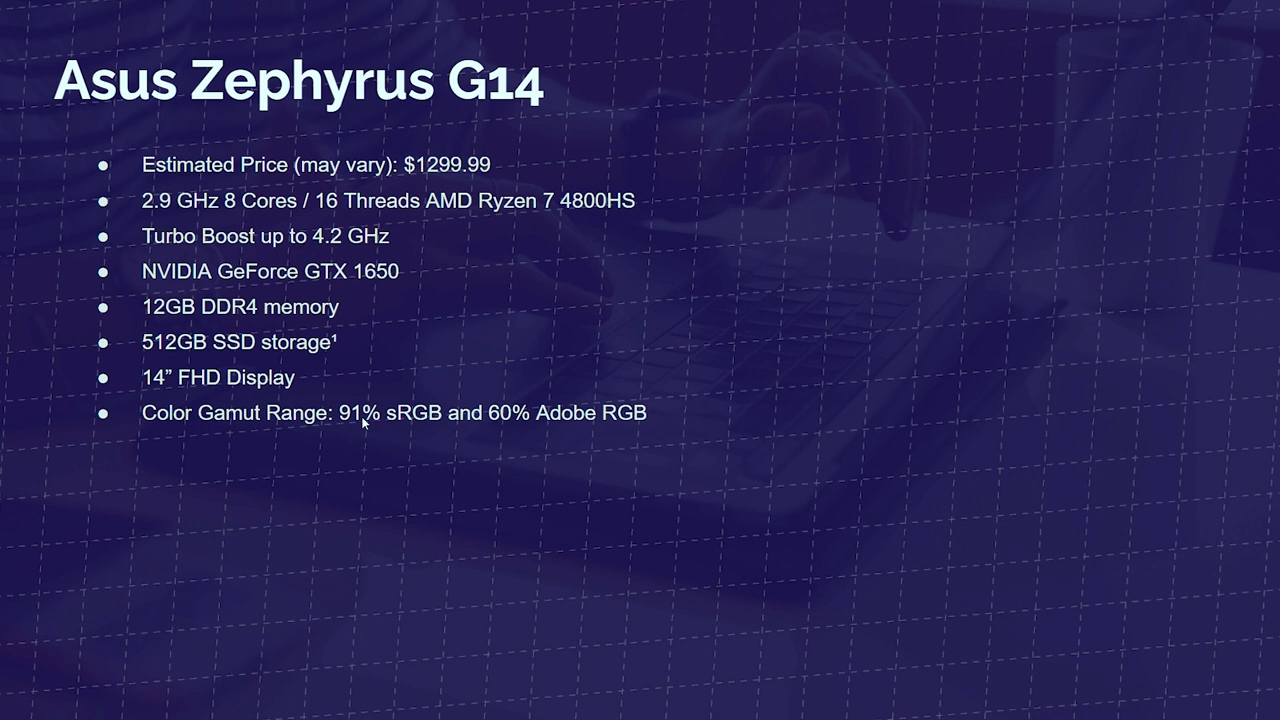 Asus Zephyrus G14
● Estimated Price (may vary): $1299.99
● 2.9 GHz 8 Cores / 16 Threads AMD Ryzen 7 4800HS
● Turbo Boost up to 4.2 GHz
● NVIDIA GeForce GTX 1650
● 12GB DDR4 memory
● 512GB SSD storage¹
● 14” FHD Display
● Color Gamut Range: 91% sRGB and 60% Adobe RGB